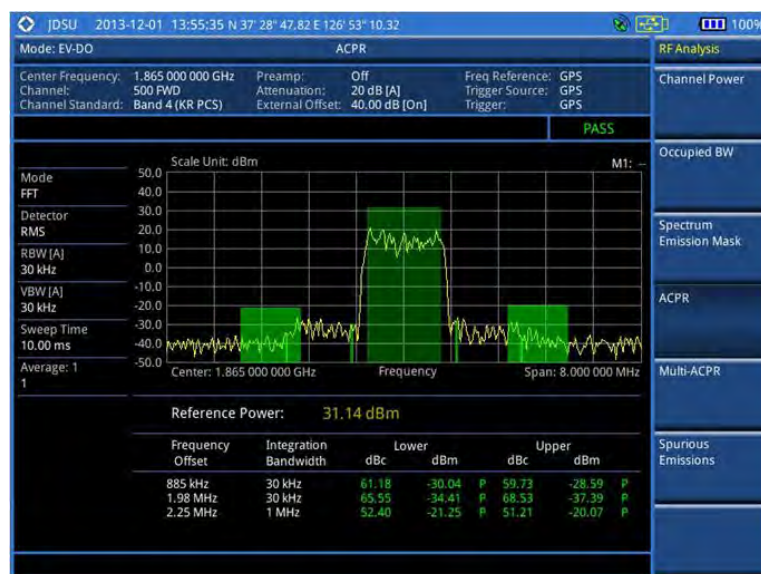 JDSU 2013-12-01 13:55:35 N 37° 28" 47.82 E 126° 53" 10.32 100%
Mode: EV-DO ACPR RF Analysis
Center Frequency: 1.865 000 000 GHz Preamp: Off Freq Reference: GPS
Channel: 500 FWD Attenuation: 20 dB [A] Trigger Source: GPS
Channel Standard: Band 4 (KR PCS) External Offset: 40.00 dB [On] Trigger: GPS
Channel Power
PASS
Occupied BW
Scale Unit: dBm M1: --
Mode
FFT
Detector
RMS
RBW [A]
30 kHz
VBW [A]
30 kHz
Sweep Time
10.00 ms
Average: 1
1
50.0
40.0
30.0
20.0
10.0
0.0
-10.0
-20.0
-30.0
-40.0
-50.0
Center: 1.865 000 000 GHz Frequency Span: 8.000 000 MHz
Spectrum
Emission Mask
ACPR
Multi-ACPR
Spurious
Emissions
Reference Power: 31.14 dBm
Frequency Integration Lower Upper
Offset Bandwidth dBc dBm dBc dBm
885 kHz 30 kHz 61.18 -30.04 P 59.73 -28.59 P
1.98 MHz 30 kHz 65.55 -34.41 P 68.53 -37.39 P
2.25 MHz 1 MHz 52.40 -21.25 P 51.21 -20.07 P